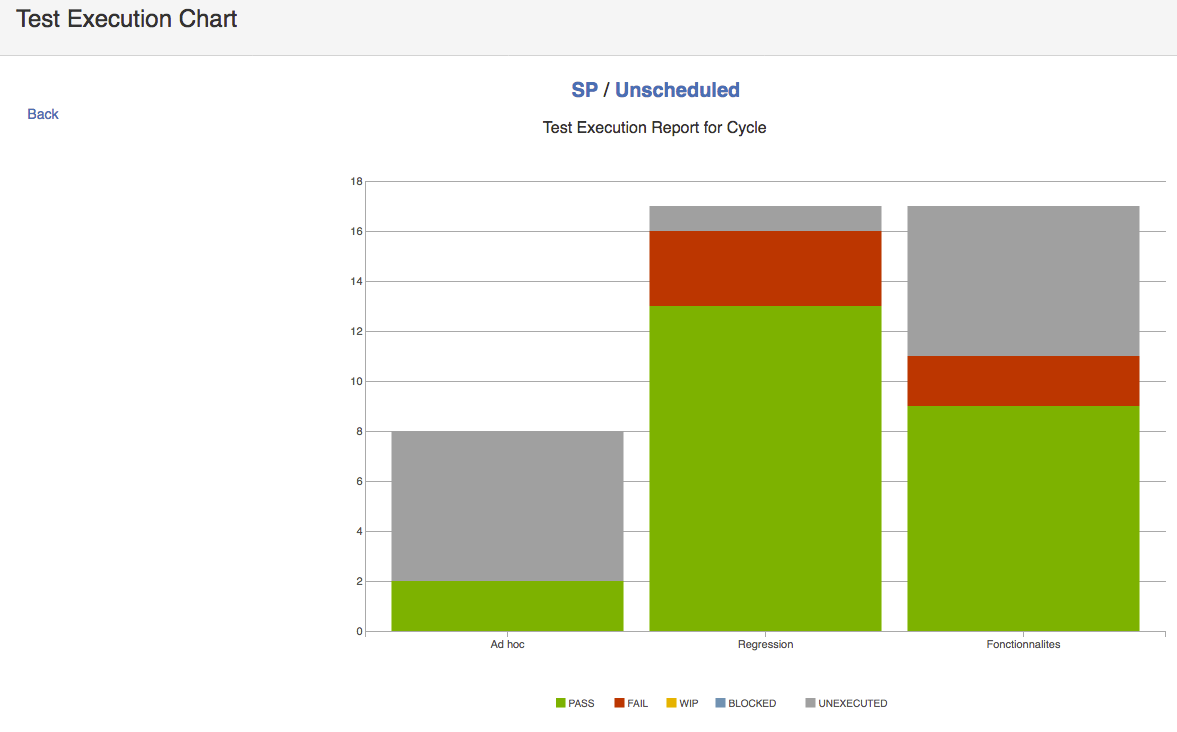 Test Execution Chart
SP / Unscheduled
Back
Test Execution Report for Cycle
18
16
14
12
10
8
6
4
2
0
Ad hoc Regression Fonctionnalites
PASS FAIL WIP BLOCKED UNEXECUTED